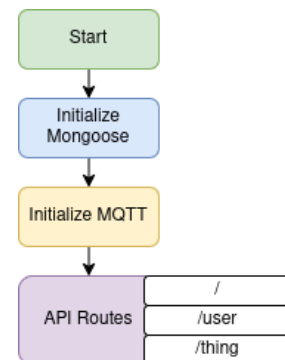 Start
Initialize
Mongoose
Initialize MQTT
API Routes
/
/user
/thing